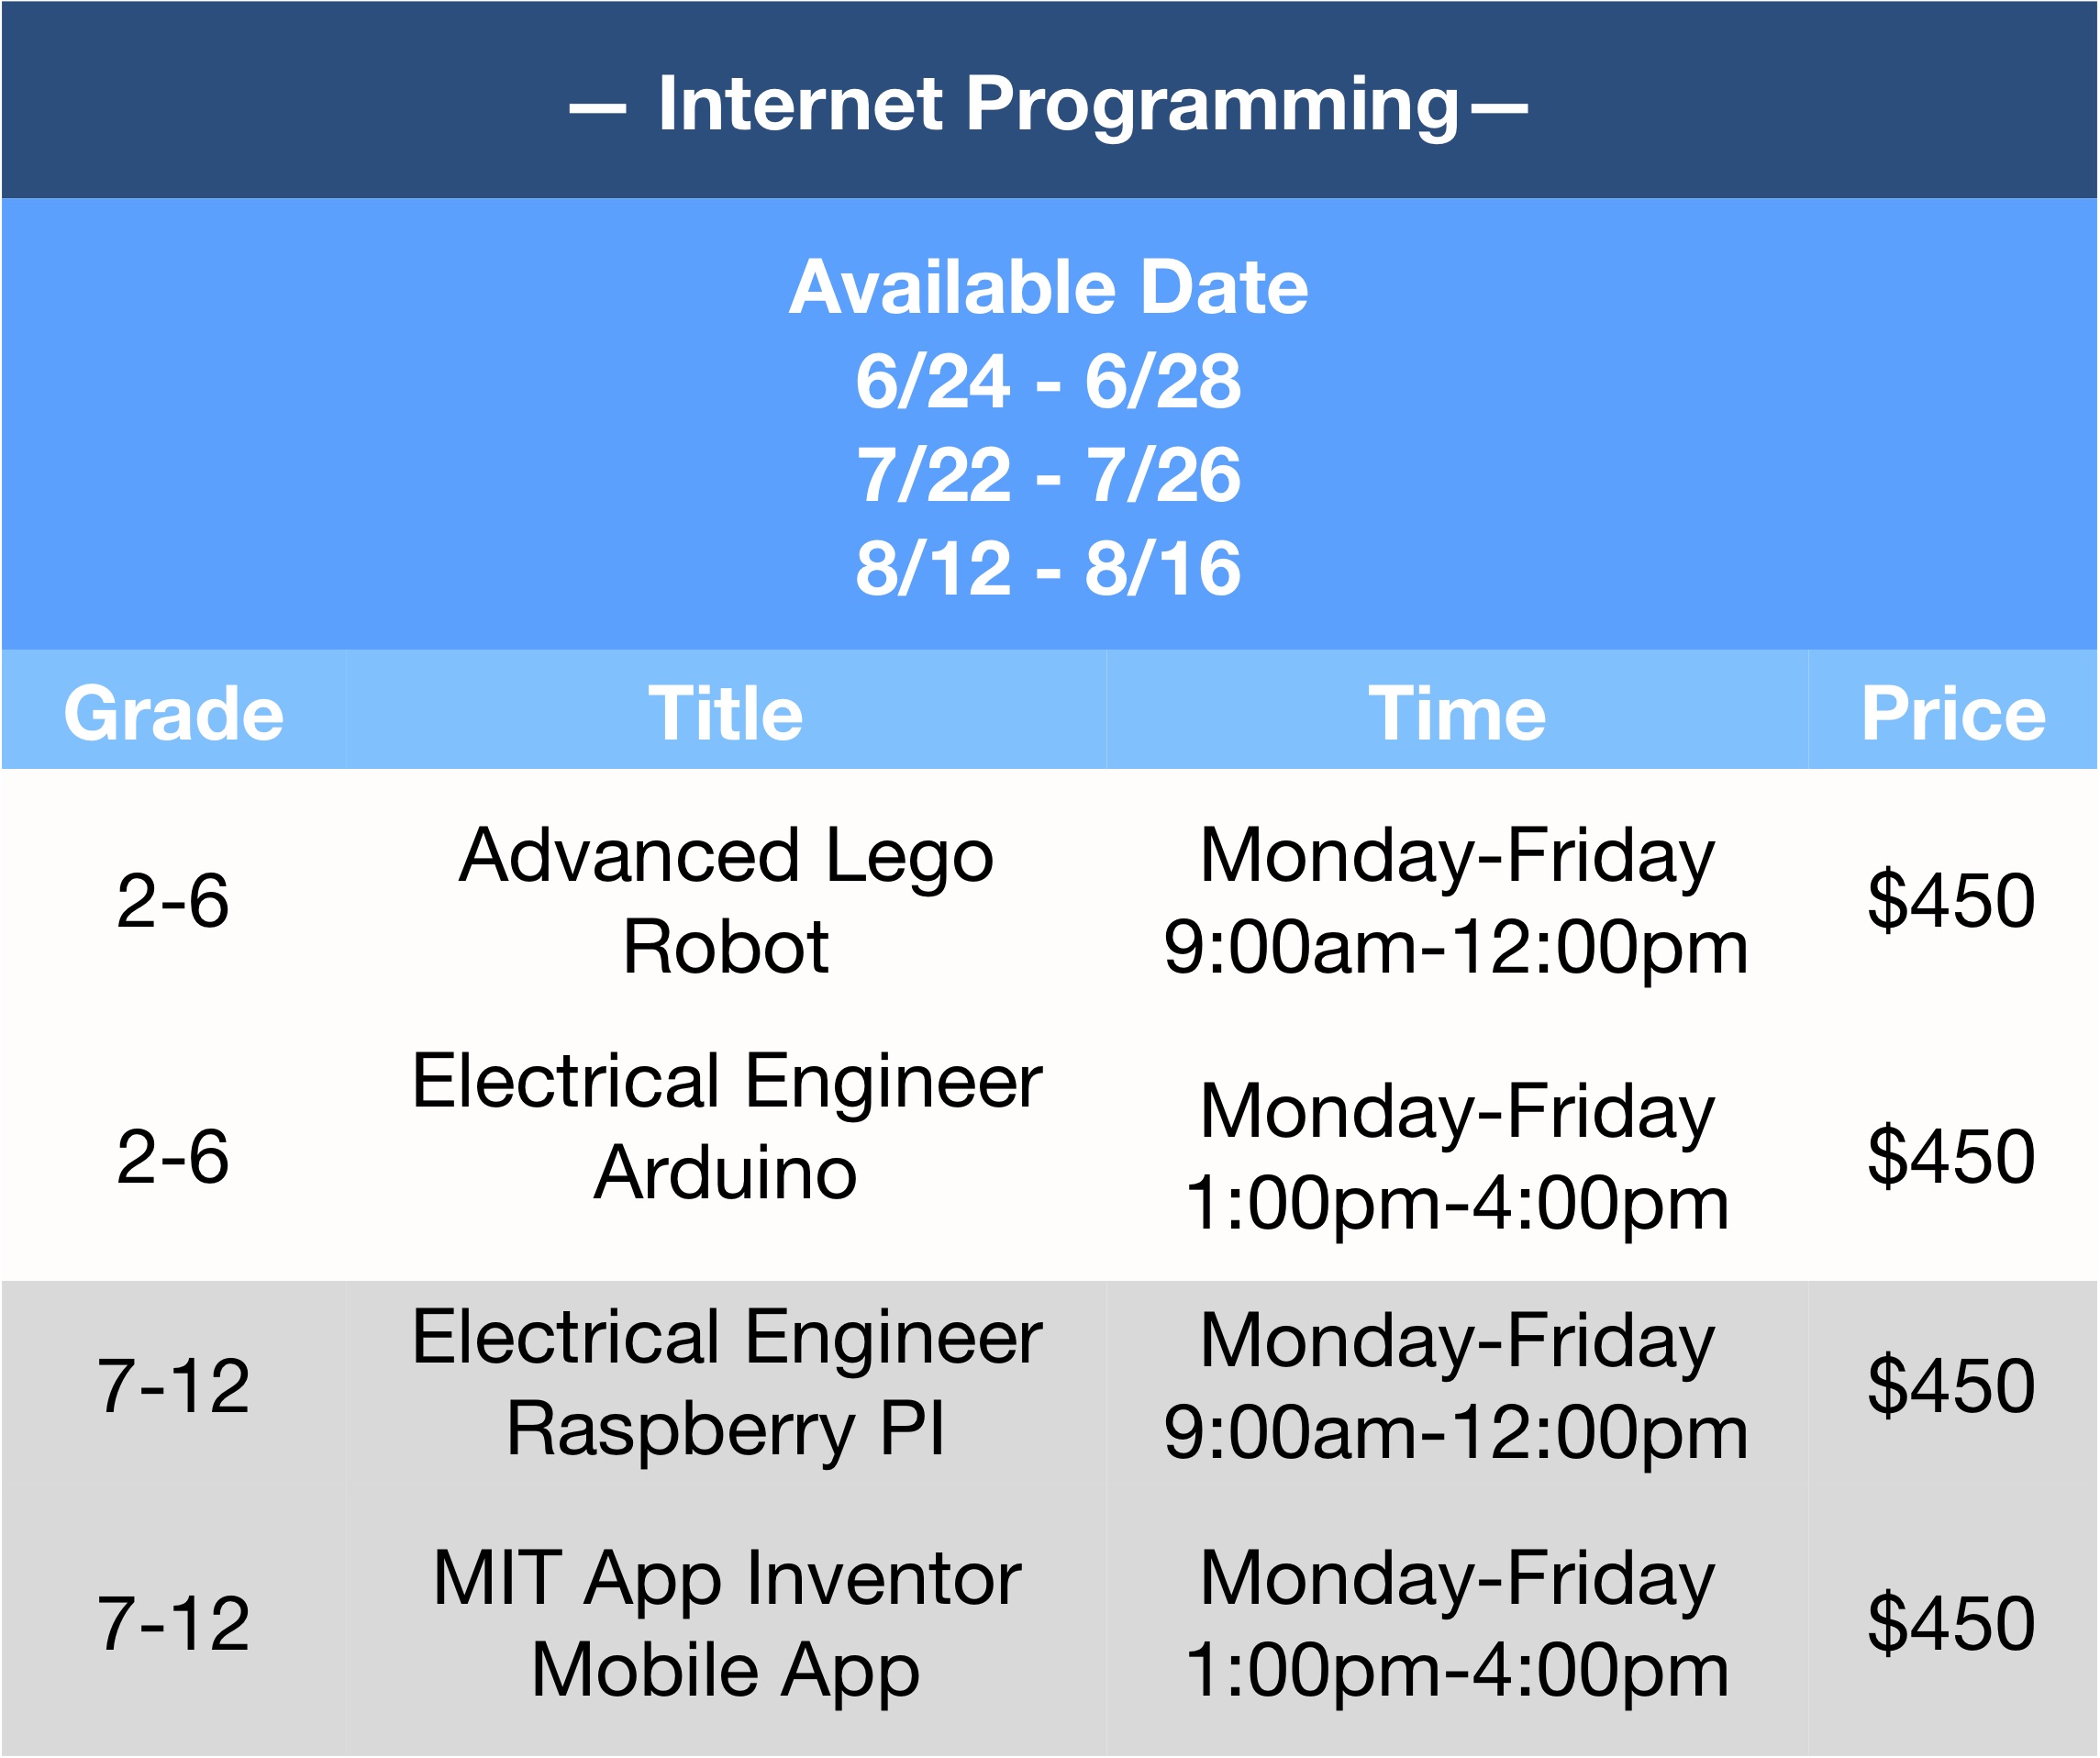 — Internet Programming—
Available Date
6/24 - 6/28
7/22 - 7/26
8/12 - 8/16
Grade Title Time Price
2-6 Advanced Lego Robot Monday-Friday 9:00am-12:00pm $450
2-6 Electrical Engineer Arduino Monday-Friday 1:00pm-4:00pm $450
7-12 Electrical Engineer Raspberry PI Monday-Friday 9:00am-12:00pm $450
7-12 MIT App Inventor Mobile App Monday-Friday 1:00pm-4:00pm $450